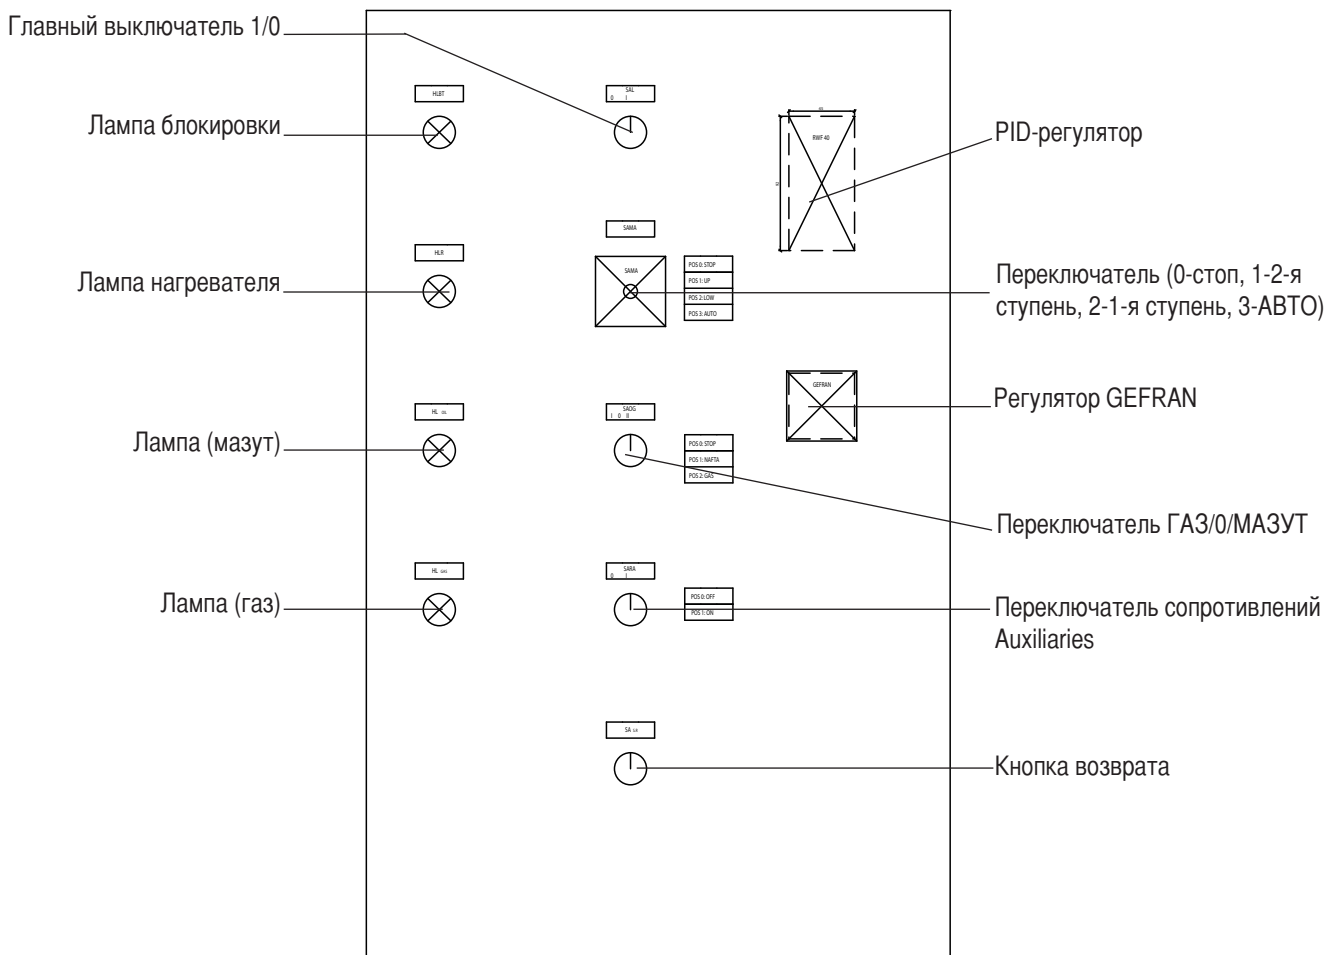 Главный выключатель 1/0
HLBT
SAL
0 I
Лампа блокировки
RWF 40
PID-регулятор
SAMA
HLR
SAMA
POS 0: STOP
POS 1: UP
POS 2: LOW
POS 3: AUTO
Лампа нагревателя
Переключатель (0-стоп, 1-2-я
ступень, 2-1-я ступень, 3-АВТО)
GEFRAN
Регулятор GEFRAN
HL OIL
SAOG
I 0 II
Лампа (мазут)
POS 0: STOP
POS 1: NAFTA
POS 2: GAS
Переключатель ГАЗ/0/МАЗУТ
HL GAS
SARA
0 I
Лампа (газ)
POS 0: OFF
POS 1: ON
Переключатель сопротивлений
Auxiliaries
SA
Кнопка возврата